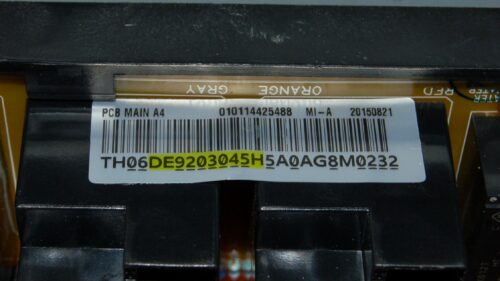 GRAY ORANGE RED
PCB MAIN A4 010114425488 MI-A 20150821
TH06DE9203045H5A0AG8M0232